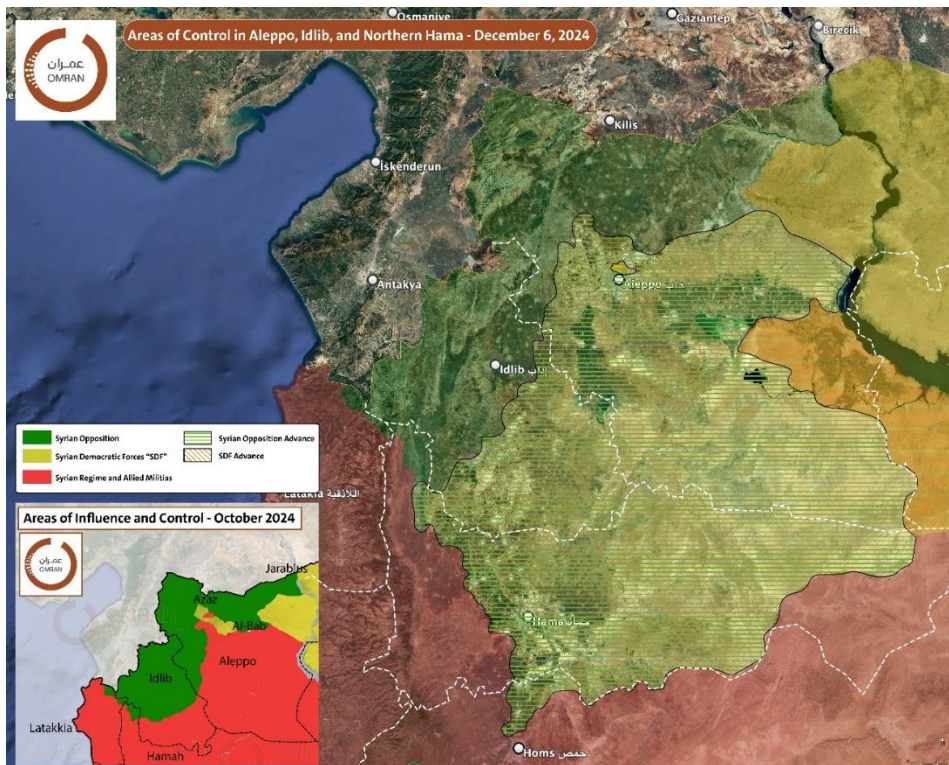 Osmaniye
Gaziantep
Birecik
Areas of Control in Aleppo, Idlib, and Northern Hama - December 6, 2024
عمران
OMRAN
Kilis
İskenderun
Antakya
Aleppo حلب
Idlib إدلب
Syrian Opposition
Syrian Opposition Advance
Syrian Democratic Forces "SDF"
SDF Advance
Syrian Regime and Allied Militias
Latakia اللاذقية
Areas of Influence and Control - October 2024
عمران
OMRAN
Jarablus
Azaz
Al-Bab
Aleppo
Idlib
Latakkia
Hamah
Hama حماة
Homs حمص